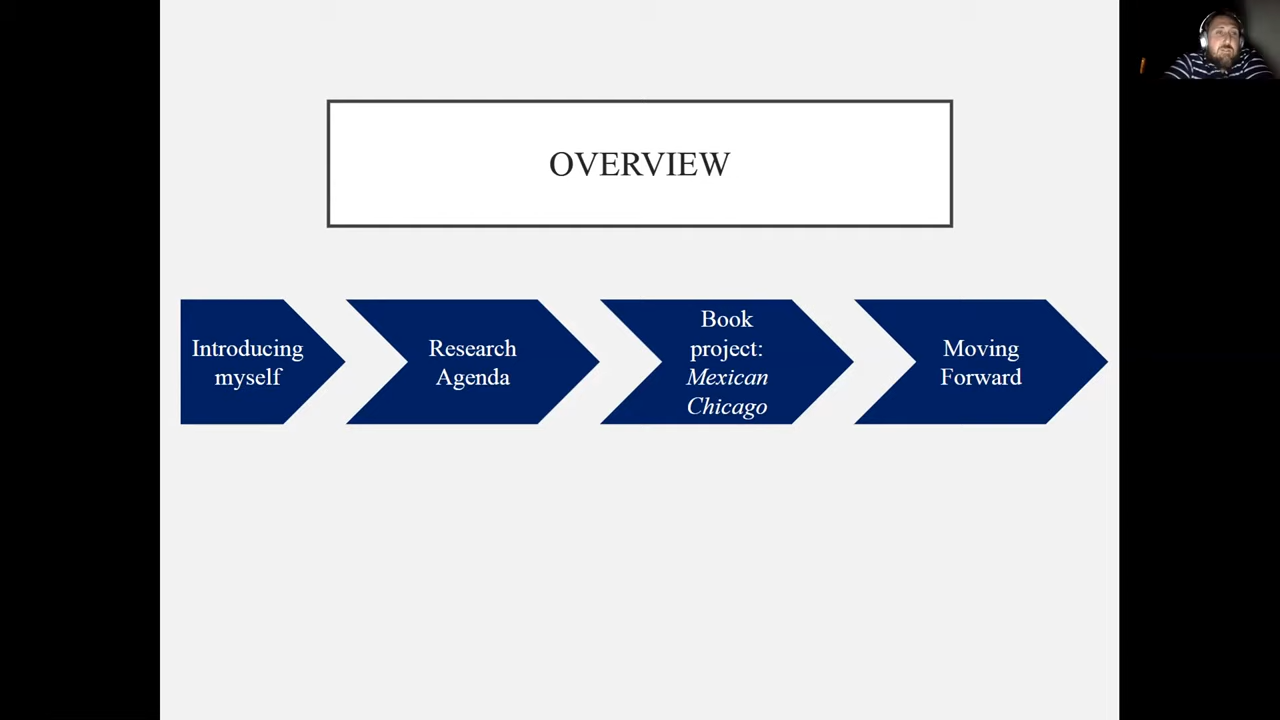 OVERVIEW
Introducing
myself
Research
Agenda
Book
project:
Mexican
Chicago
Moving
Forward